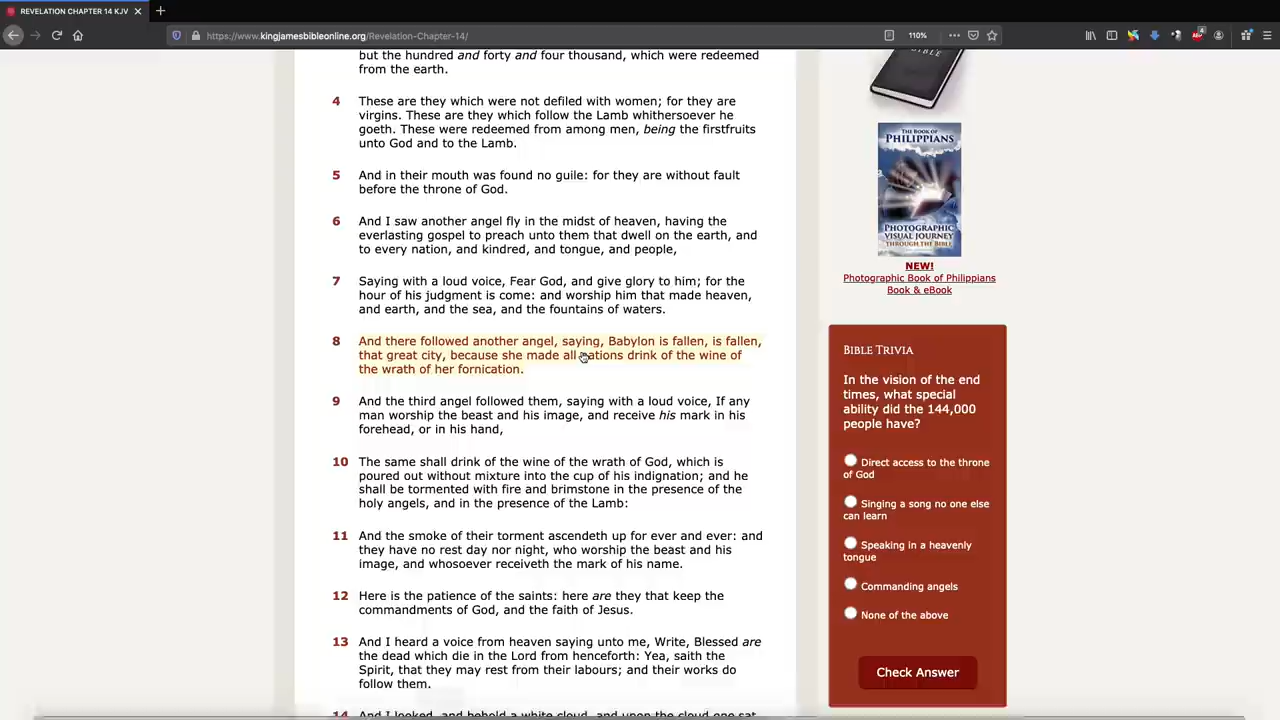 REVELATION CHAPTER 14 KJV
https://www.kingjamesbibleonline.org/Revelation-Chapter-14/
110%
but the hundred and forty and four thousand, which were redeemed
from the earth.
4 These are they which were not defiled with women; for they are
virgins. These are they which follow the Lamb whithersoever he
goeth. These were redeemed from among men, being the firstfruits
unto God and to the Lamb.
5 And in their mouth was found no guile: for they are without fault
before the throne of God.
6 And I saw another angel fly in the midst of heaven, having the
everlasting gospel to preach unto them that dwell on the earth, and
to every nation, and kindred, and tongue, and people,
7 Saying with a loud voice, Fear God, and give glory to him; for the
hour of his judgment is come: and worship him that made heaven,
and earth, and the sea, and the fountains of waters.
8 And there followed another angel, saying, Babylon is fallen, is fallen,
that great city, because she made all nations drink of the wine of
the wrath of her fornication.
9 And the third angel followed them, saying with a loud voice, If any
man worship the beast and his image, and receive his mark in his
forehead, or in his hand,
10 The same shall drink of the wine of the wrath of God, which is
poured out without mixture into the cup of his indignation; and he
shall be tormented with fire and brimstone in the presence of the
holy angels, and in the presence of the Lamb:
11 And the smoke of their torment ascendeth up for ever and ever: and
they have no rest day nor night, who worship the beast and his
image, and whosoever receiveth the mark of his name.
12 Here is the patience of the saints: here are they that keep the
commandments of God, and the faith of Jesus.
13 And I heard a voice from heaven saying unto me, Write, Blessed are
the dead which die in the Lord from henceforth: Yea, saith the
Spirit, that they may rest from their labours; and their works do
follow them.
14 And I looked, and behold a white cloud, and upon the cloud one sat
BIBLE
THE BOOK OF
PHILIPPIANS
PHOTOGRAPHIC
VISUAL JOURNEY
THROUGH THE BIBLE
NEW!
Photographic Book of Philippians
Book & eBook
BIBLE TRIVIA
In the vision of the end
times, what special
ability did the 144,000
people have?
Direct access to the throne
of God
Singing a song no one else
can learn
Speaking in a heavenly
tongue
Commanding angels
None of the above
Check Answer